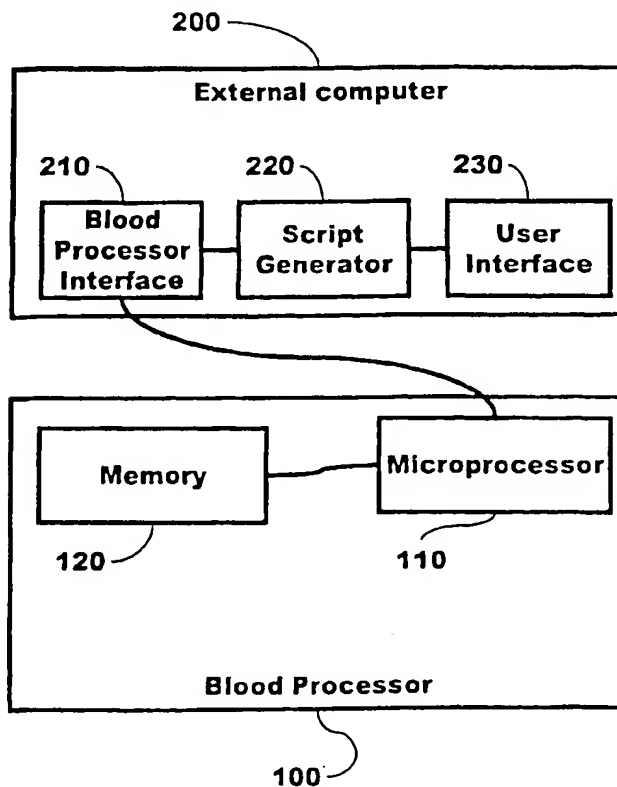 200
External computer
210
220
230
Blood
Processor
Interface
Script
Generator
User
Interface
Memory
Microprocessor
120
110
Blood Processor
100